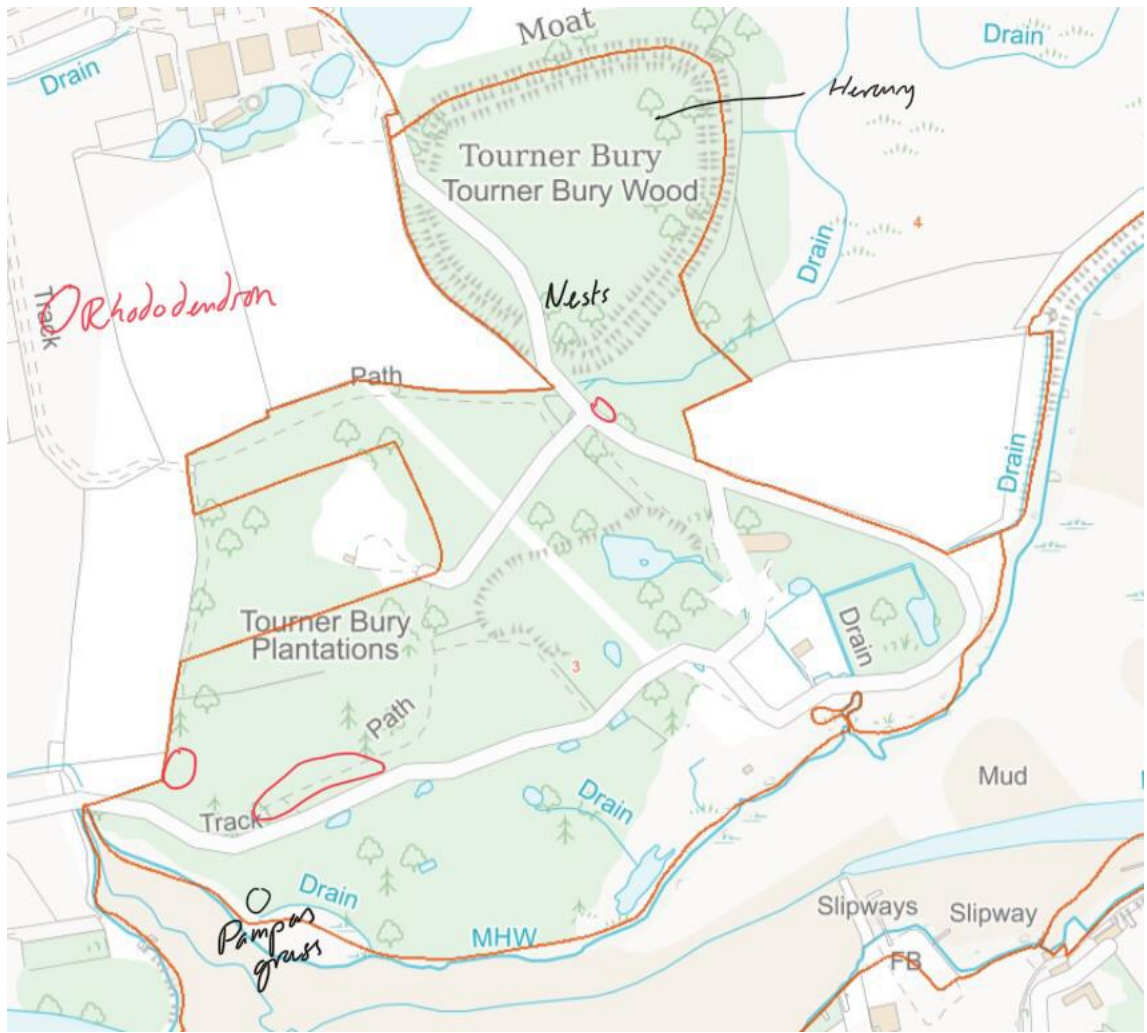 Moat
Drain
Drain
Heronry
Tourner Bury
Tourner Bury Wood
4
Drain
Nests
Rhododendron
Track
Path
Drain
Tourner Bury
Plantations
3
Drain
Path
Mud
Track
Drain
Drain
Pampas
grass
MHW
Slipways
Slipway
FB